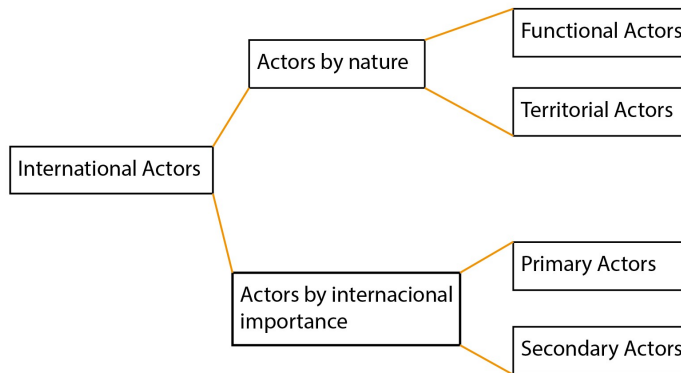 Functional Actors
Actors by nature
Territorial Actors
International Actors
Primary Actors
Actors by internacional
importance
Secondary Actors